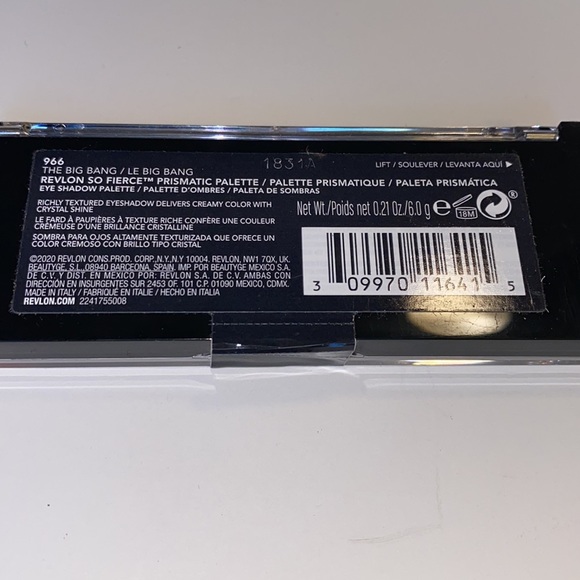 966
THE BIG BANG / LE BIG BANG
1831A
LIFT / SOULEVER / LEVANTA AQUÍ
REVLON SO FIERCE™ PRISMATIC PALETTE / PALETTE PRISMATIQUE / PALETA PRISMÁTICA
EYE SHADOW PALETTE / PALETTE D'OMBRES / PALETA DE SOMBRAS
RICHLY TEXTURED EYESHADOW DELIVERS CREAMY COLOR WITH
CRYSTAL SHINE
LE FARD À PAUPIÈRES À TEXTURE RICHE CONFÈRE UNE COULEUR
CRÉMEUSE D'UNE BRILLANCE CRISTALLINE
SOMBRA PARA OJOS ALTAMENTE TEXTURIZADA QUE OFRECE UN
COLOR CREMOSO CON BRILLO TIPO CRISTAL
©2020 REVLON CONS.PROD. CORP.,N.Y.,N.Y 10004. REVLON, NW1 7QX, UK.
BEAUTYGE, S.L.,08940 BARCELONA, SPAIN. IMP. POR BEAUTYGE MEXICO S.A.
DE C.V. Y DIST. EN MEXICO: REVLON S.A. DE C.V. AMBAS CON
DIRECCIÓN EN INSURGENTES SUR 2453 OF. 101 C.P. 01090 MEXICO, CDMX.
MADE IN ITALY / FABRIQUÉ EN ITALIE / HECHO EN ITALIA
REVLON.COM 2241755008
Net Wt./Poids net 0.21 Oz./6.0 g ℮
18M
3 09970 11641 5